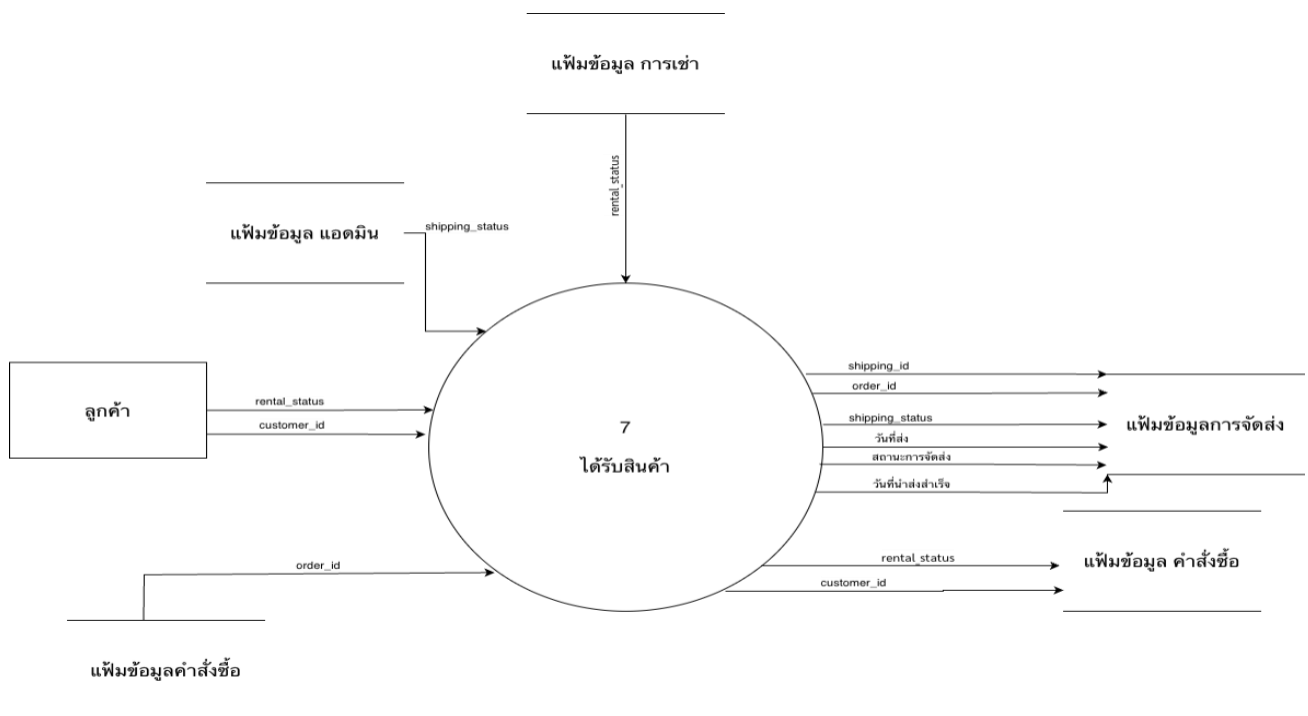 แฟ้มข้อมูล การเช่า
rental_status
แฟ้มข้อมูล แอดมิน
shipping_status
ลูกค้า
rental_status
customer_id
7
ได้รับสินค้า
shipping_id
order_id
shipping_status
วันที่ส่ง
สถานะการจัดส่ง
วันที่นำส่งสำเร็จ
แฟ้มข้อมูลการจัดส่ง
rental_status
customer_id
แฟ้มข้อมูล คำสั่งซื้อ
order_id
แฟ้มข้อมูลคำสั่งซื้อ